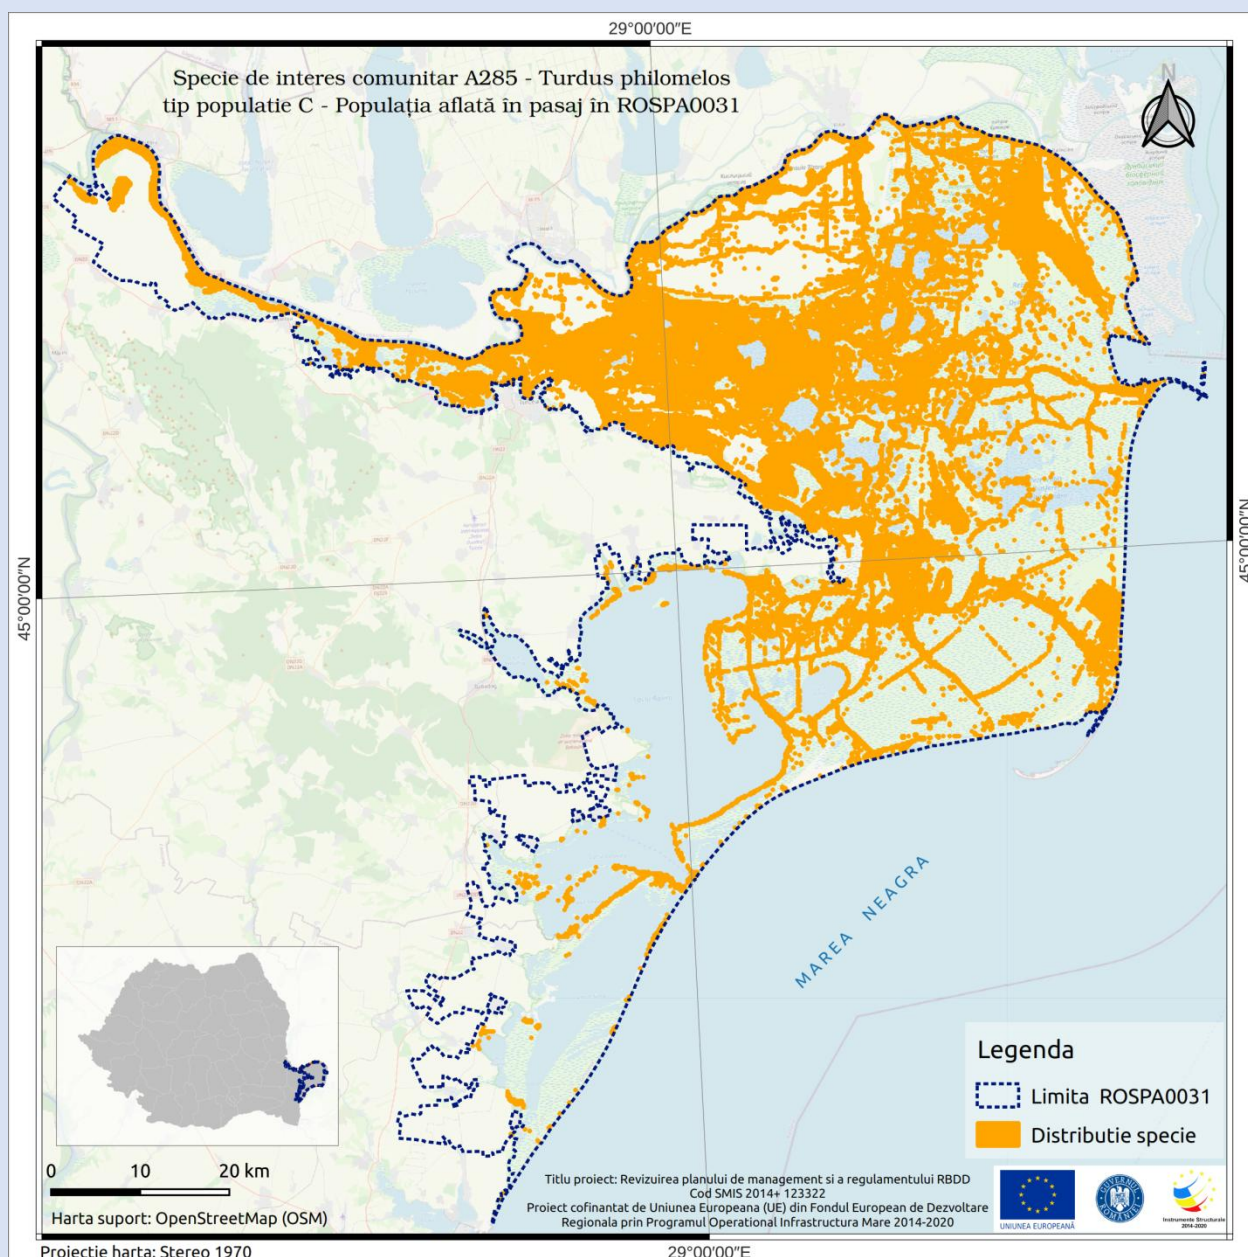 29°00′00″E
Specie de interes comunitar A285 - Turdus philomelos
tip populatie C - Populația aflată în pasaj în ROSPA0031
N
45°00′00″N
45°00′00″N
MAREA NEAGRA
Legenda
Limita ROSPA0031
Distributie specie
0 10 20 km
Harta suport: OpenStreetMap (OSM)
Titlu proiect: Revizuirea planului de management si a regulamentului RBDD
Cod SMIS 2014+ 123322
Proiect cofinantat de Uniunea Europeana (UE) din Fondul European de Dezvoltare
Regionala prin Programul Operational Infrastructura Mare 2014-2020
UNIUNEA EUROPEANĂ
GUVERNUL ROMÂNIEI
Instrumente Structurale
2014-2020
Proiectie harta: Stereo 1970
29°00′00″E